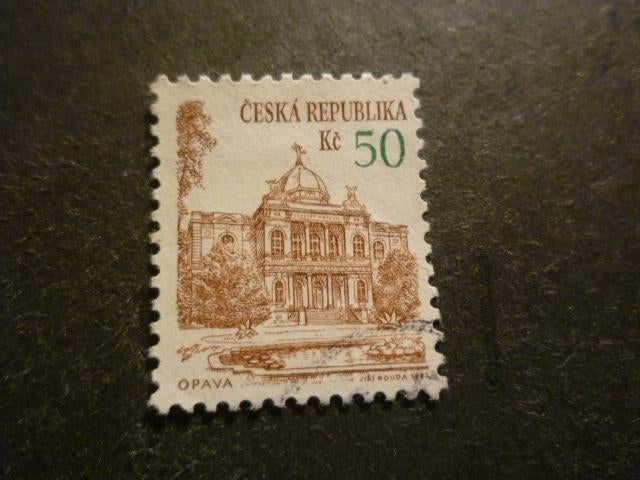 ČESKÁ REPUBLIKA
Kč 50
OPAVA
JIŘÍ BOUDA